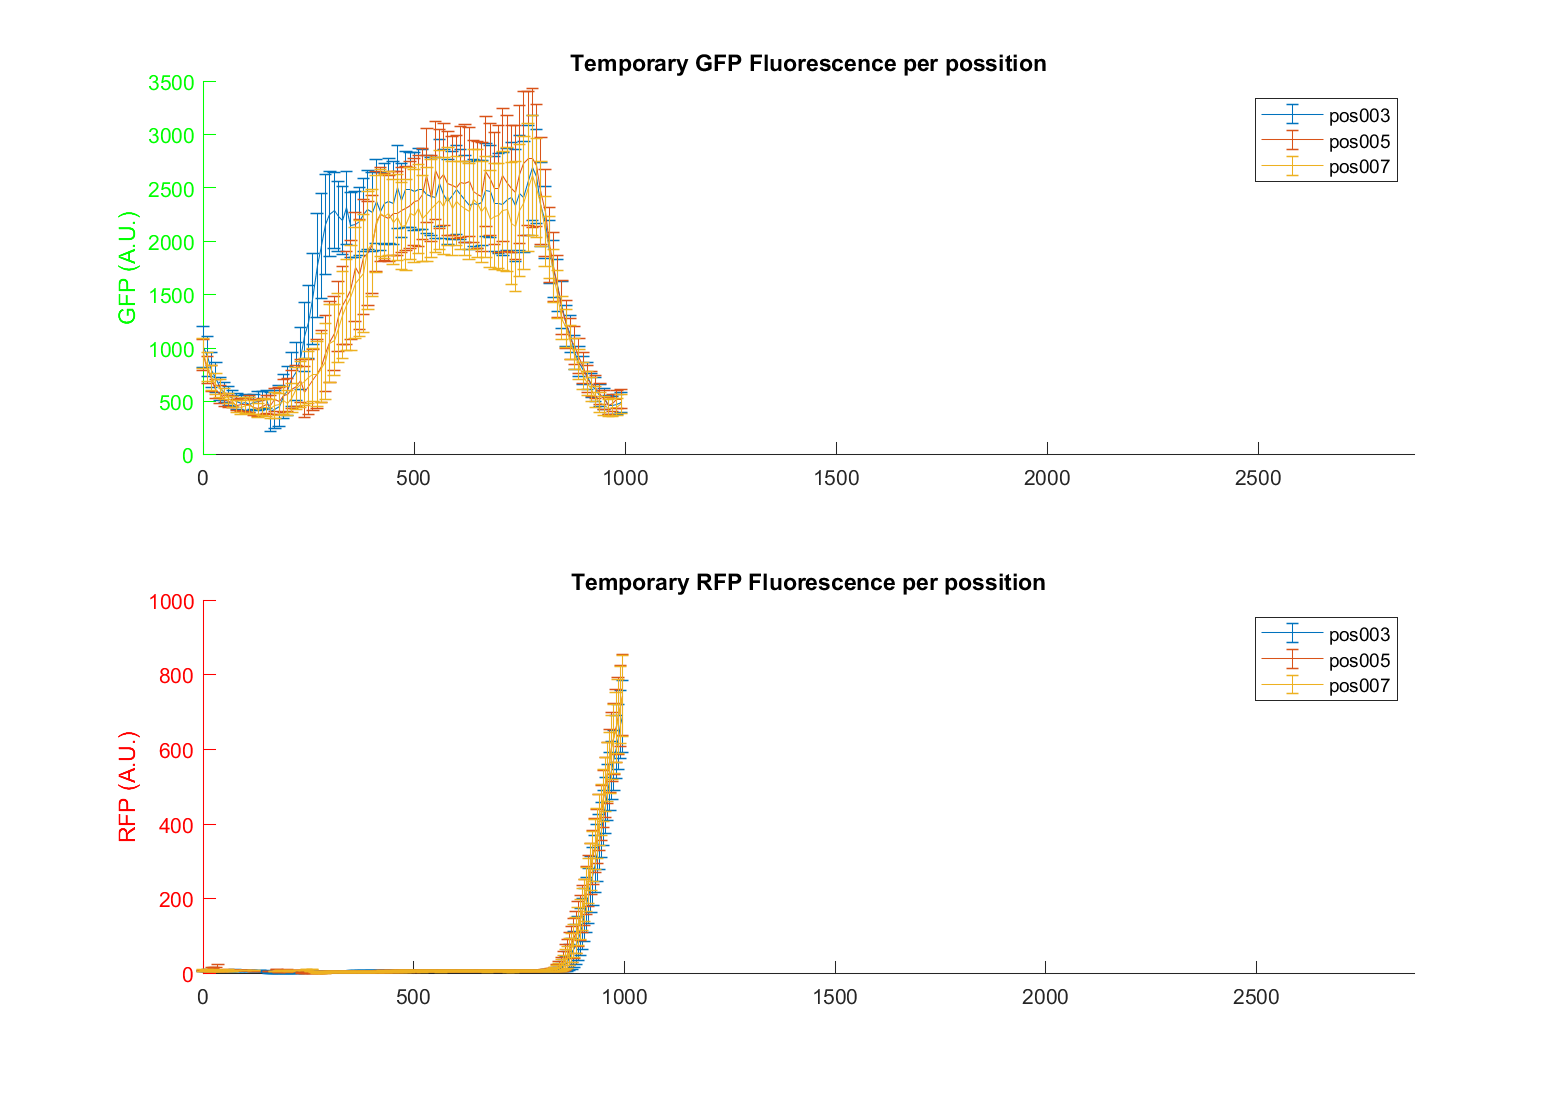 Temporary GFP Fluorescence per possition
GFP (A.U.)
3500
3000
2500
2000
1500
1000
500
0
0 500 1000 1500 2000 2500
pos003
pos005
pos007
Temporary RFP Fluorescence per possition
RFP (A.U.)
1000
800
600
400
200
0
0 500 1000 1500 2000 2500
pos003
pos005
pos007